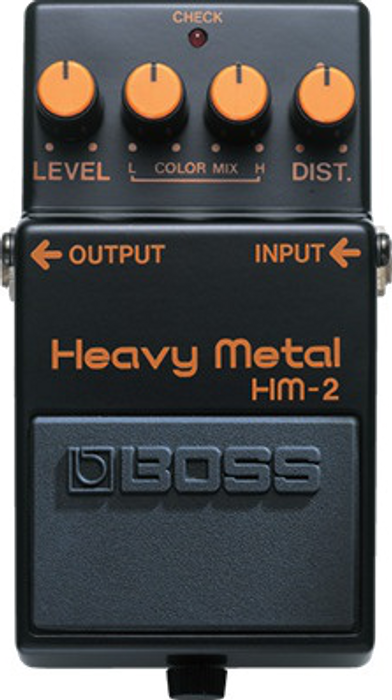 CHECK
LEVEL L COLOR MIX H DIST.
←OUTPUT INPUT←
Heavy Metal
HM-2
BOSS